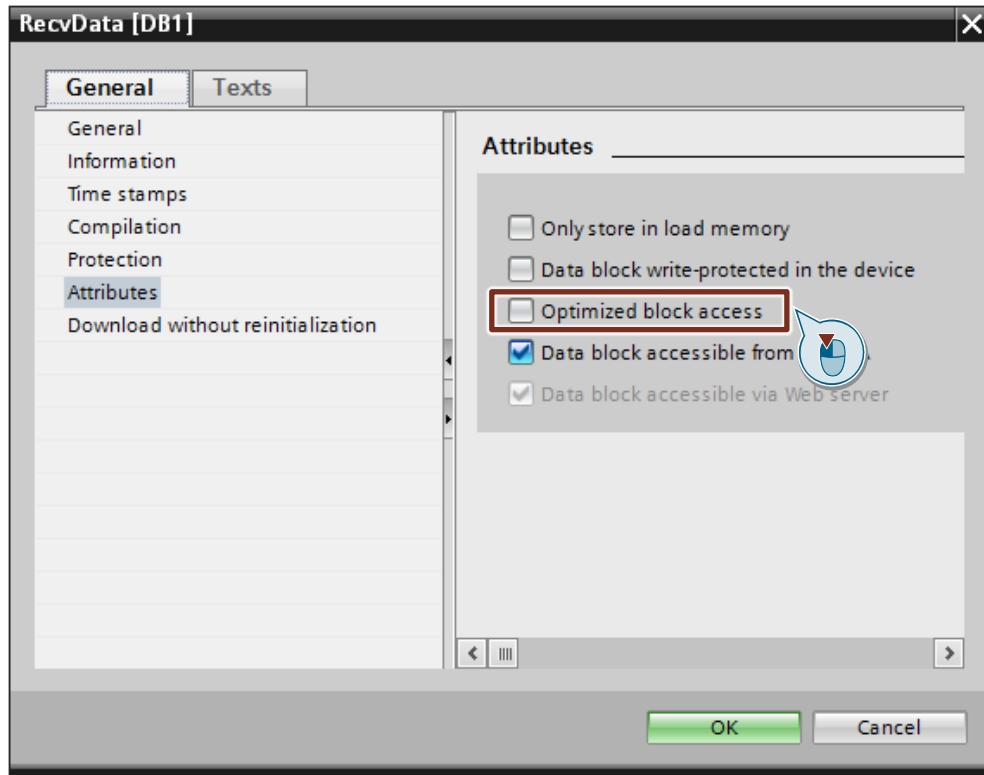 RecvData [DB1]
General Texts
General
Information
Time stamps
Compilation
Protection
Attributes
Download without reinitialization
Attributes
Only store in load memory
Data block write-protected in the device
Optimized block access
Data block accessible from
Data block accessible via Web server
OK Cancel